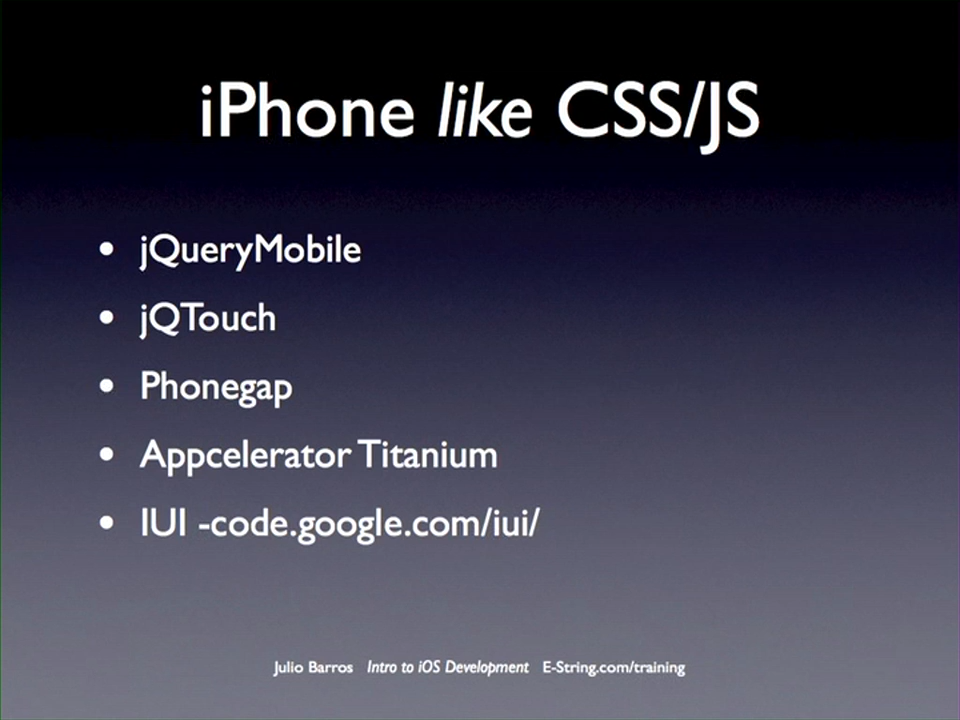 iPhone like CSS/JS
• jQueryMobile
• jQTouch
• Phonegap
• Appcelerator Titanium
• IUI -code.google.com/iui/
Julio Barros Intro to iOS Development E-String.com/training